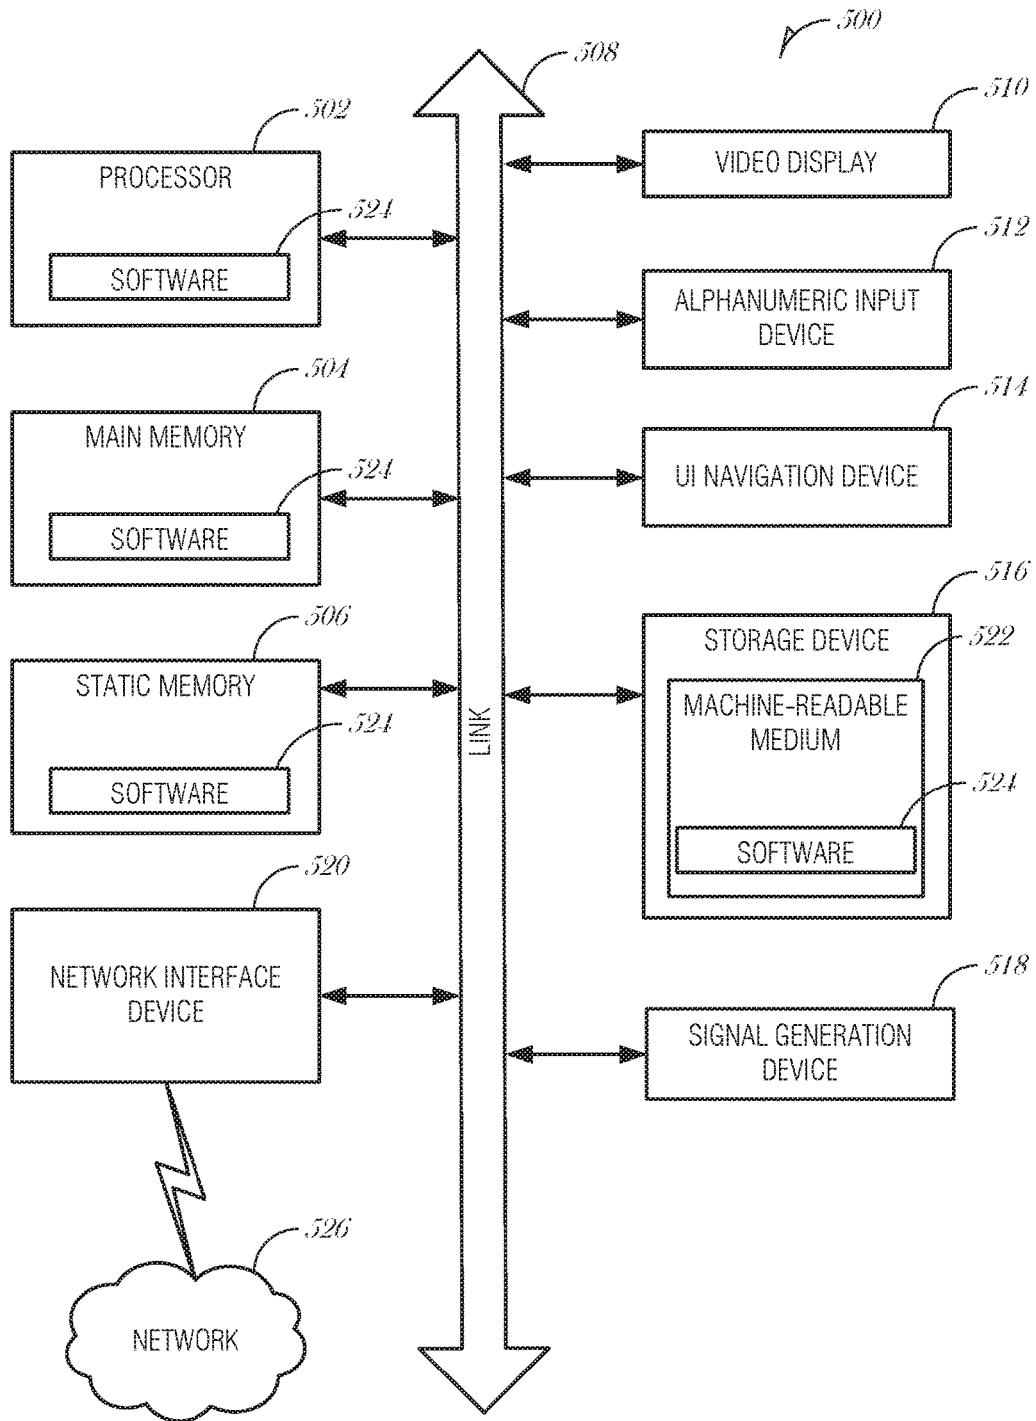 500
508
502
PROCESSOR
524
SOFTWARE
504
MAIN MEMORY
524
SOFTWARE
506
STATIC MEMORY
524
SOFTWARE
520
NETWORK INTERFACE
DEVICE
526
NETWORK
LINK
510
VIDEO DISPLAY
512
ALPHANUMERIC INPUT
DEVICE
514
UI NAVIGATION DEVICE
516
STORAGE DEVICE
522
MACHINE-READABLE
MEDIUM
524
SOFTWARE
518
SIGNAL GENERATION
DEVICE